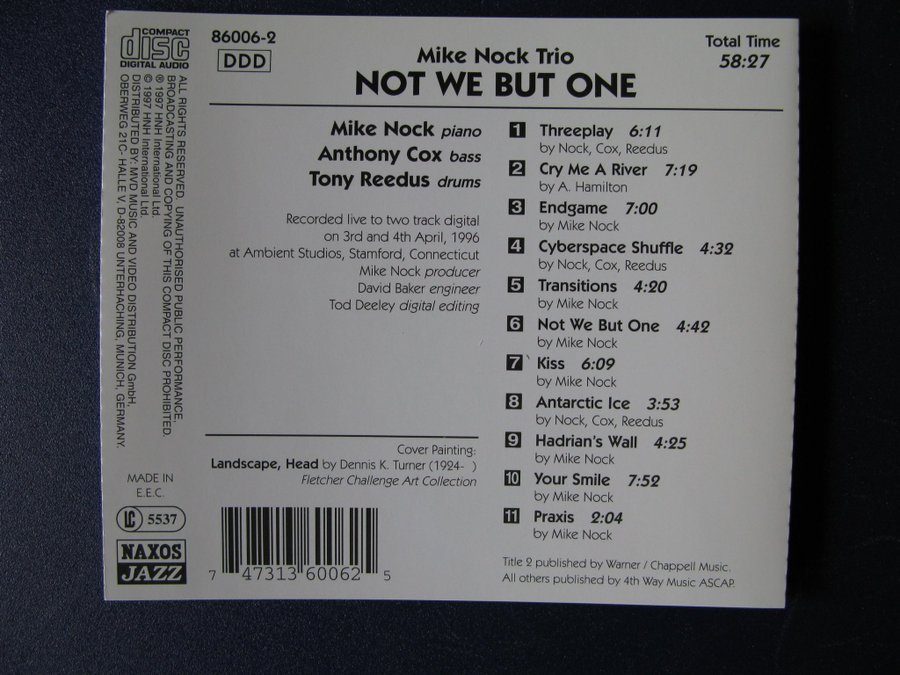 COMPACT
disc
DIGITAL AUDIO
ALL RIGHTS RESERVED. UNAUTHORISED PUBLIC PERFORMANCE,
BROADCASTING AND COPYING OF THIS COMPACT DISC PROHIBITED.
℗ 1997 HNH International Ltd.
© 1997 HNH International Ltd.
DISTRIBUTED BY: MVD MUSIC AND VIDEO DISTRIBUTION GmbH,
OBERWEG 21C- HALLE V, D-82008 UNTERHACHING, MUNICH, GERMANY.
MADE IN
E.E.C.
LC 5537
NAXOS
JAZZ
86006-2
DDD
Mike Nock Trio
NOT WE BUT ONE
Total Time
58:27
Mike Nock piano
Anthony Cox bass
Tony Reedus drums
Recorded live to two track digital
on 3rd and 4th April, 1996
at Ambient Studios, Stamford, Connecticut
Mike Nock producer
David Baker engineer
Tod Deeley digital editing
Cover Painting:
Landscape, Head by Dennis K. Turner (1924- )
Fletcher Challenge Art Collection
7 47313 60062 5
1 Threeplay 6:11
by Nock, Cox, Reedus
2 Cry Me A River 7:19
by A. Hamilton
3 Endgame 7:00
by Mike Nock
4 Cyberspace Shuffle 4:32
by Nock, Cox, Reedus
5 Transitions 4:20
by Mike Nock
6 Not We But One 4:42
by Mike Nock
7 Kiss 6:09
by Mike Nock
8 Antarctic Ice 3:53
by Nock, Cox, Reedus
9 Hadrian's Wall 4:25
by Mike Nock
10 Your Smile 7:52
by Mike Nock
11 Praxis 2:04
by Mike Nock
Title 2 published by Warner / Chappell Music.
All others published by 4th Way Music ASCAP.